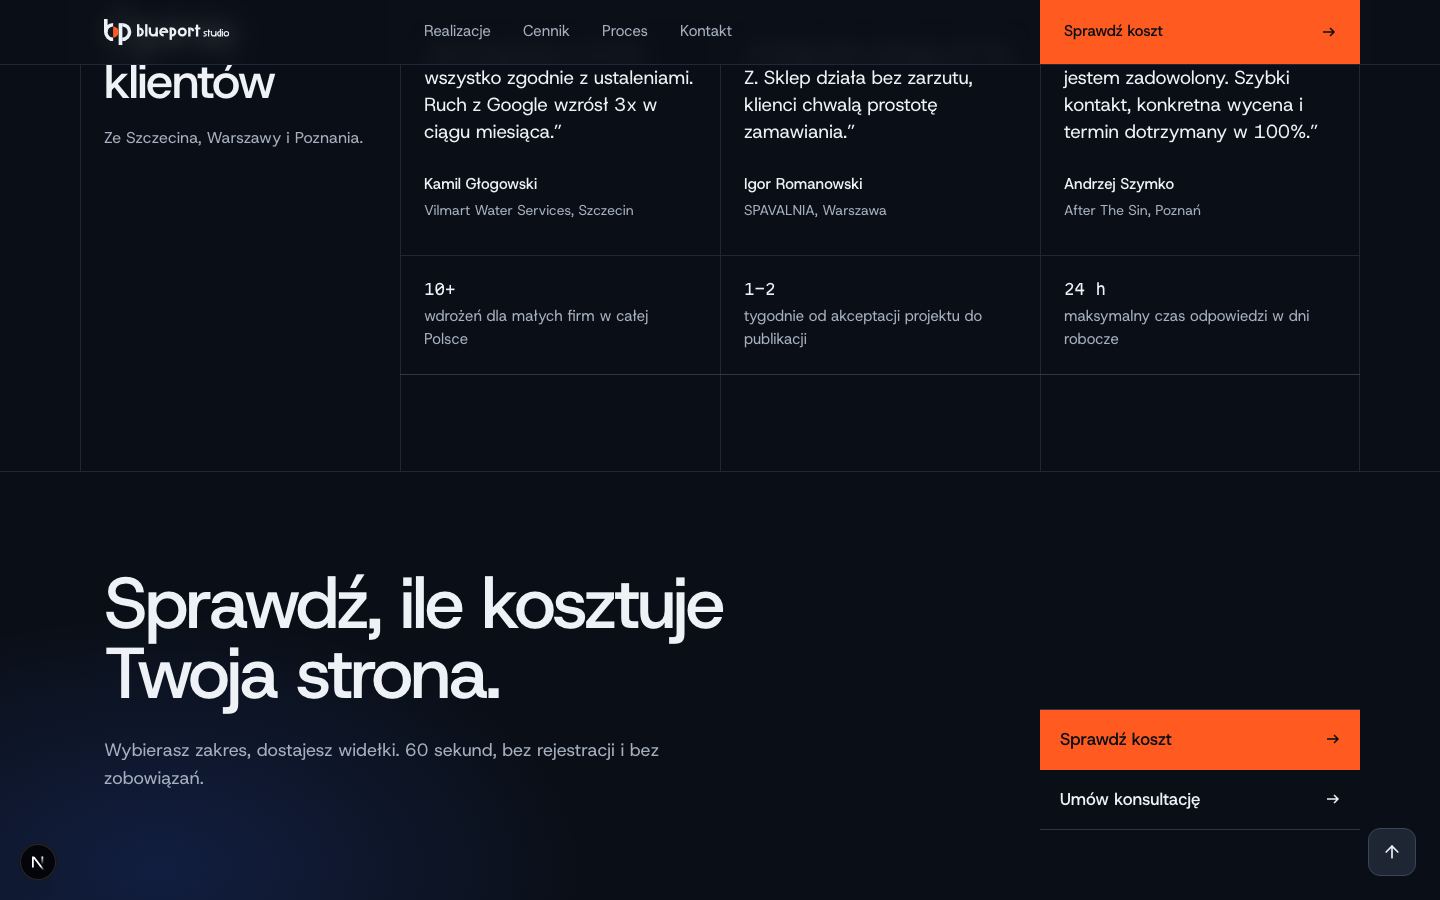 blueport studio
Realizacje
Cennik
Proces
Kontakt
Sprawdź koszt
klientów
Ze Szczecina, Warszawy i Poznania.
wszystko zgodnie z ustaleniami.
Ruch z Google wzrósł 3x w
ciągu miesiąca.”
Kamil Głogowski
Vilmart Water Services, Szczecin
Z. Sklep działa bez zarzutu,
klienci chwalą prostotę
zamawiania.”
Igor Romanowski
SPAVALNIA, Warszawa
jestem zadowolony. Szybki
kontakt, konkretna wycena i
termin dotrzymany w 100%.”
Andrzej Szymko
After The Sin, Poznań
10+
wdrożeń dla małych firm w całej
Polsce
1–2
tygodnie od akceptacji projektu do
publikacji
24 h
maksymalny czas odpowiedzi w dni
robocze
Sprawdź, ile kosztuje
Twoja strona.
Wybierasz zakres, dostajesz widełki. 60 sekund, bez rejestracji i bez
zobowiązań.
Sprawdź koszt
Umów konsultację
N